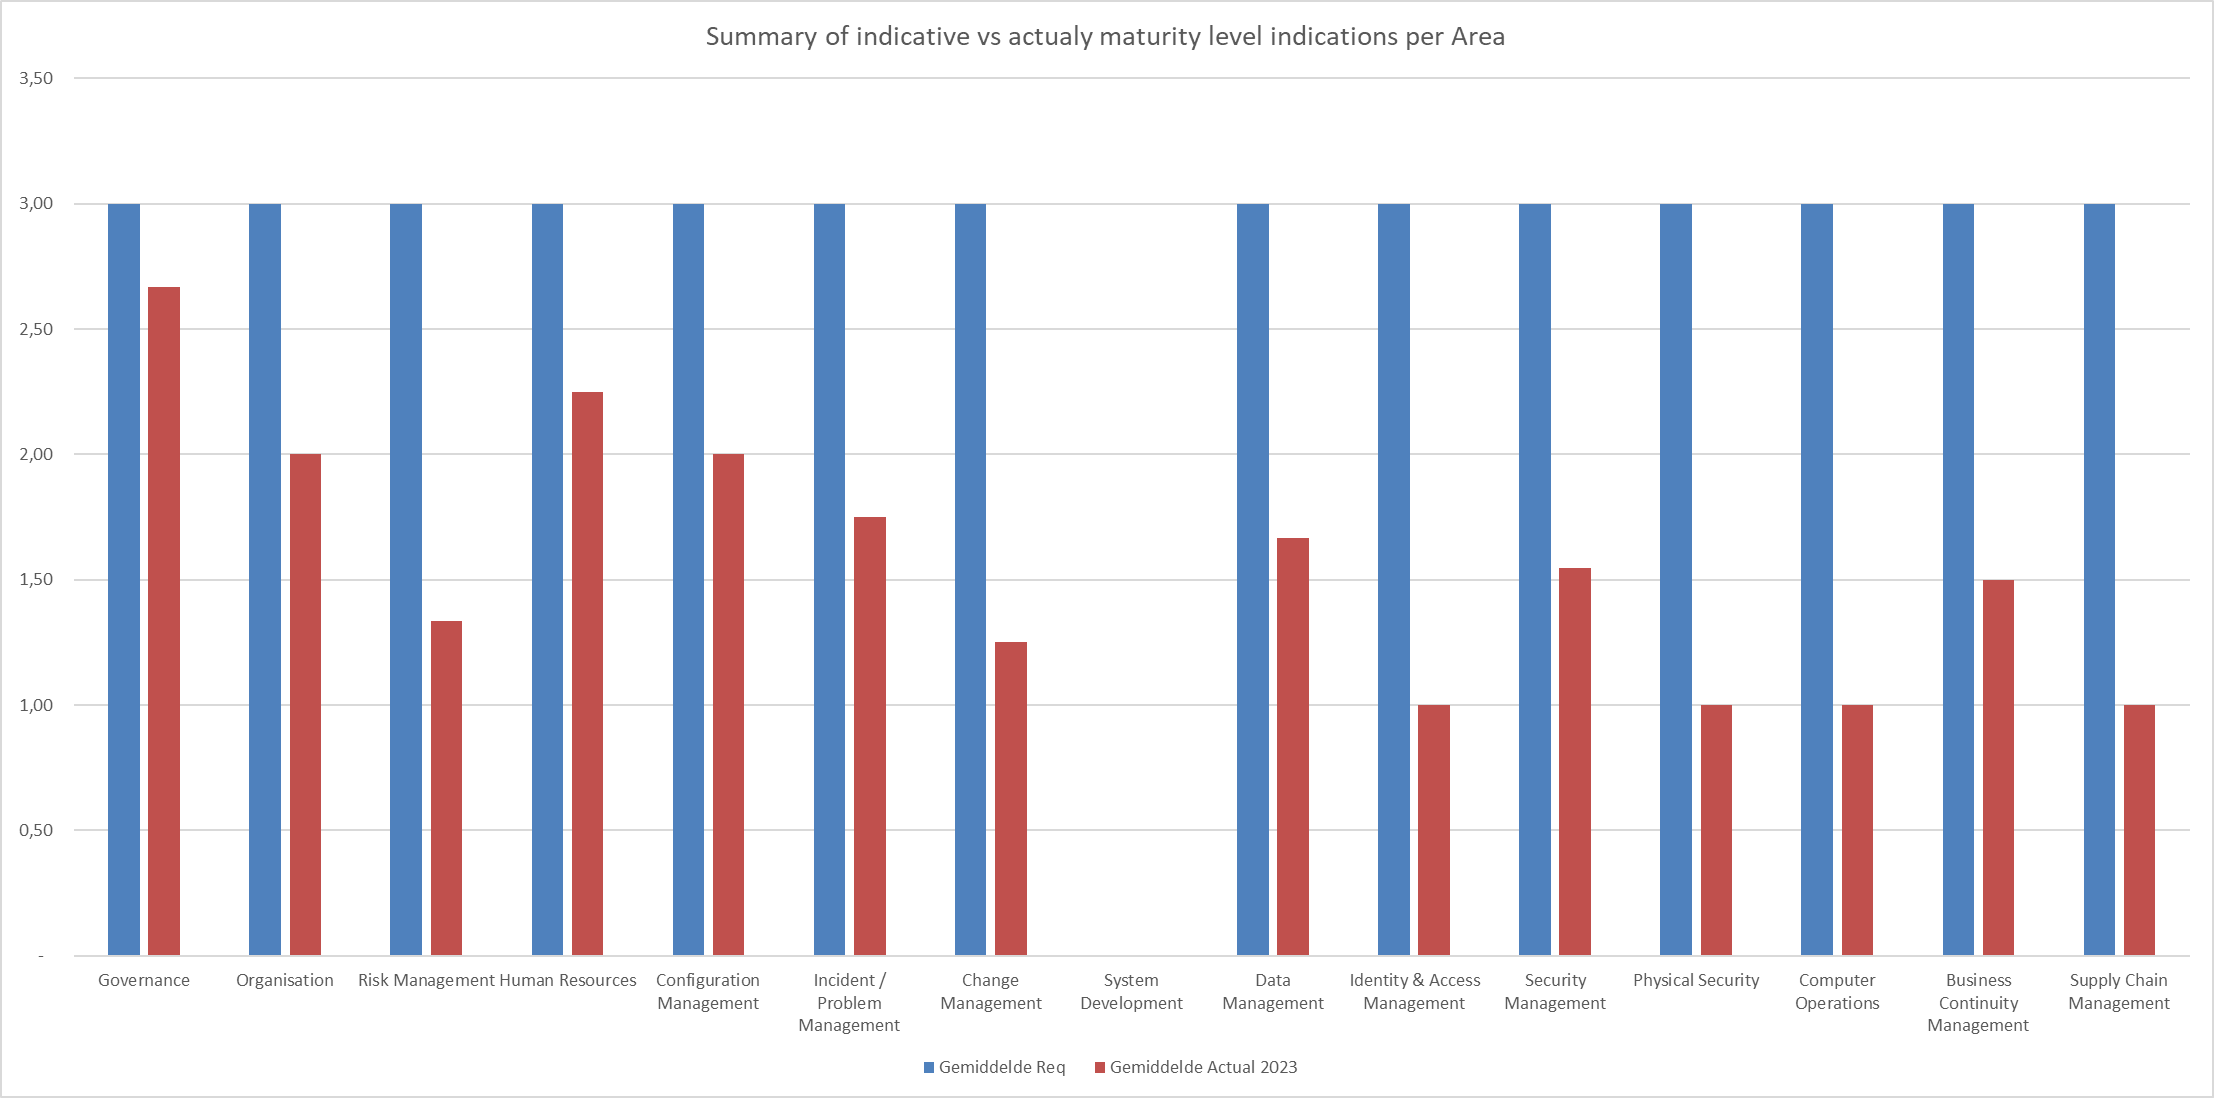 Summary of indicative vs actualy maturity level indications per Area
3,50
3,00
2,50
2,00
1,50
1,00
0,50
-
Governance
Organisation
Risk Management
Human Resources
Configuration
Management
Incident /
Problem
Management
Change
Management
System
Development
Data
Management
Identity & Access
Management
Security
Management
Physical Security
Computer
Operations
Business
Continuity
Management
Supply Chain
Management
Gemiddelde Req
Gemiddelde Actual 2023